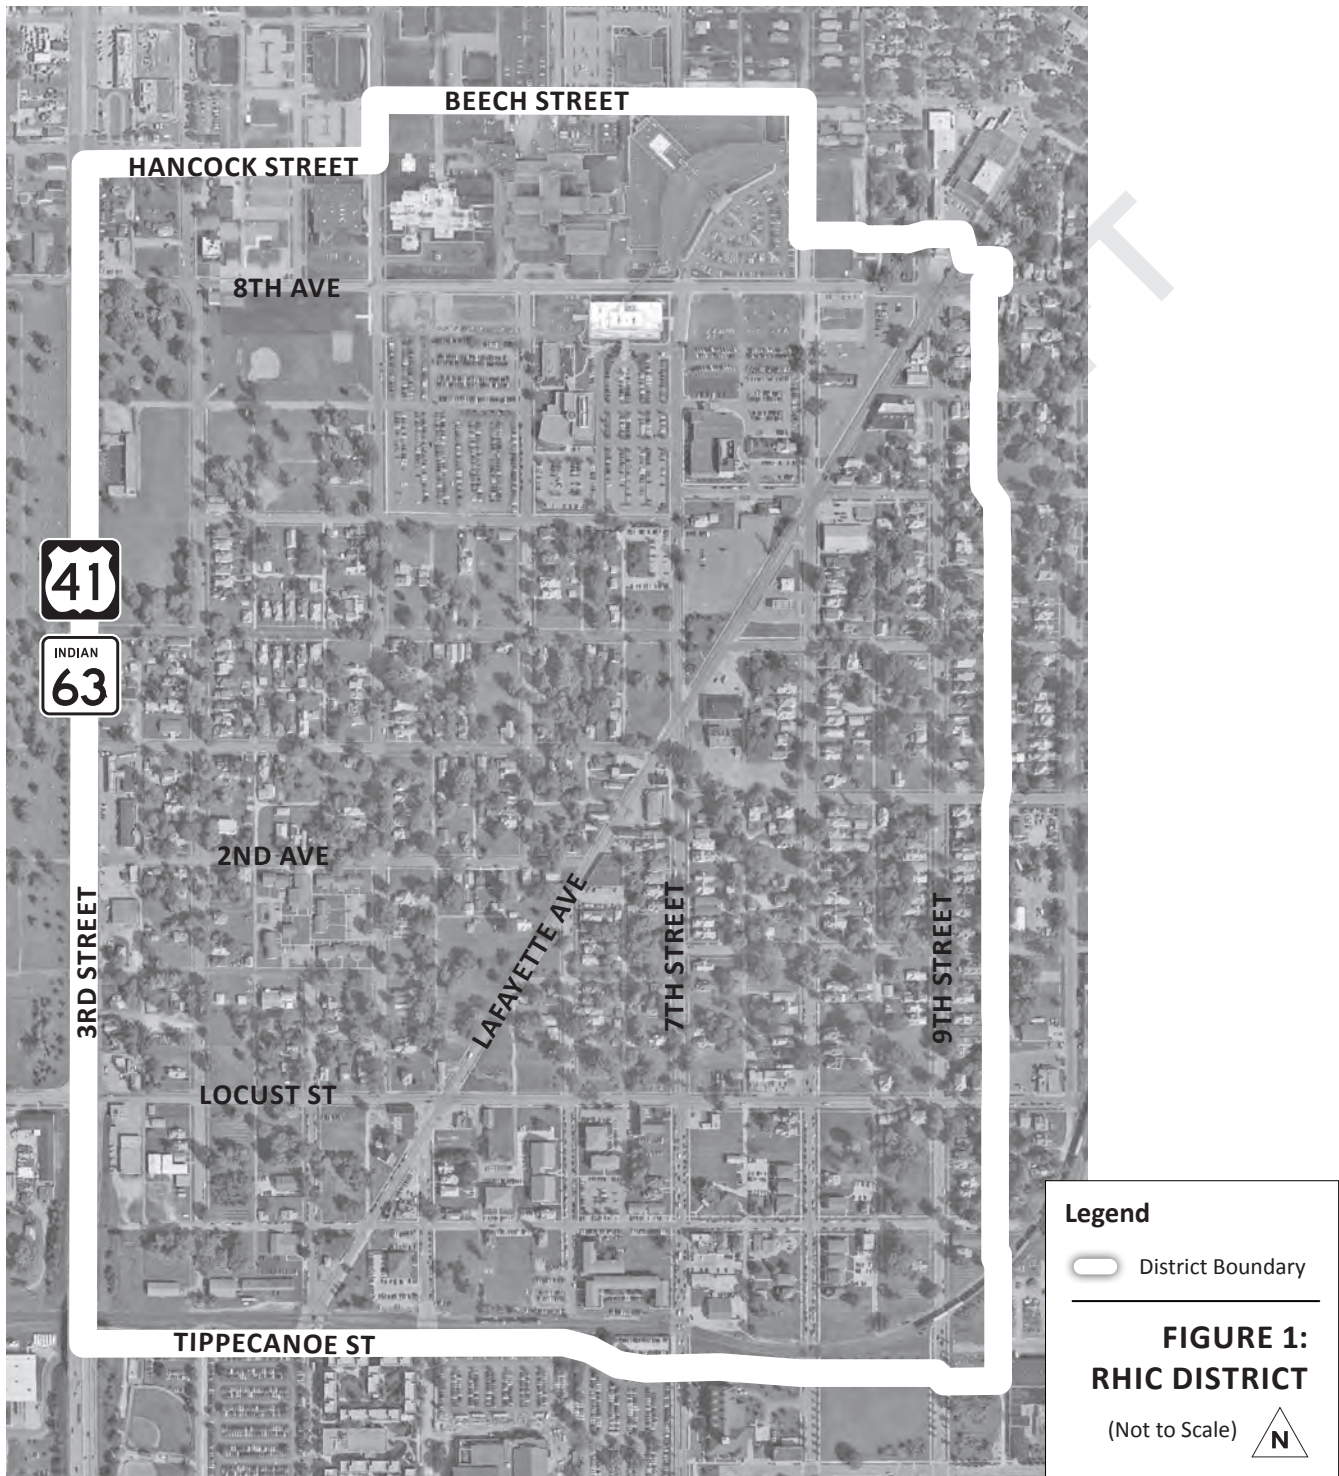 BEECH STREET
HANCOCK STREET
8TH AVE
41
INDIAN
63
2ND AVE
3RD STREET
LAFAYETTE AVE
7TH STREET
9TH STREET
LOCUST ST
TIPPECANOE ST
T
Legend
District Boundary
FIGURE 1:
RHIC DISTRICT
(Not to Scale)
N